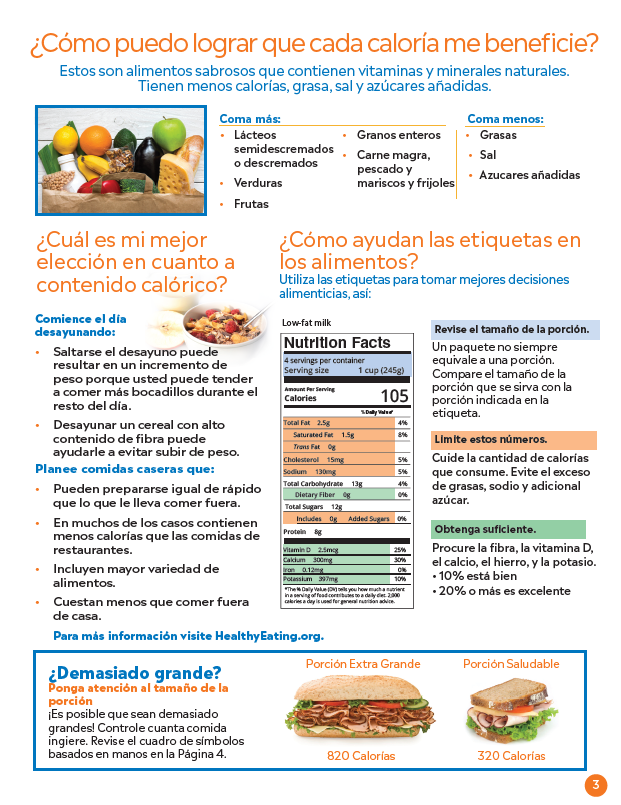 ¿Cómo puedo lograr que cada caloría me beneficie?
Estos son alimentos sabrosos que contienen vitaminas y minerales naturales.
Tienen menos calorías, grasa, sal y azúcares añadidas.
Coma más:
• Lácteos
semidescremados
o descremados
• Verduras
• Frutas
• Granos enteros
• Carne magra,
pescado y
mariscos y frijoles
Coma menos:
• Grasas
• Sal
• Azucares añadidas
¿Cuál es mi mejor
elección en cuanto a
contenido calórico?
Comience el día
desayunando:
• Saltarse el desayuno puede
resultar en un incremento de
peso porque usted puede tender
a comer más bocadillos durante el
resto del día.
• Desayunar un cereal con alto
contenido de fibra puede
ayudarle a evitar subir de peso.
Planee comidas caseras que:
• Pueden prepararse igual de rápido
que lo que le lleva comer fuera.
• En muchos de los casos contienen
menos calorías que las comidas de
restaurantes.
• Incluyen mayor variedad de
alimentos.
• Cuestan menos que comer fuera
de casa.
Para más información visite HealthyEating.org.
¿Cómo ayudan las etiquetas en
los alimentos?
Utiliza las etiquetas para tomar mejores decisiones
alimenticias, así:
Low-fat milk
Nutrition Facts
4 servings per container
Serving size 1 cup (245g)
Amount Per Serving
Calories 105
% Daily Value*
Total Fat 2.5g 4%
Saturated Fat 1.5g 8%
Trans Fat 0g
Cholesterol 15mg 5%
Sodium 130mg 5%
Total Carbohydrate 13g 4%
Dietary Fiber 0g 0%
Total Sugars 12g
Includes 0g Added Sugars 0%
Protein 8g
Vitamin D 2.5mcg 25%
Calcium 300mg 30%
Iron 0.12mg 0%
Potassium 397mg 10%
*The % Daily Value (DV) tells you how much a nutrient
in a serving of food contributes to a daily diet. 2,000
calories a day is used for general nutrition advice.
Revise el tamaño de la porción.
Un paquete no siempre
equivale a una porción.
Compare el tamaño de la
porción que se sirva con la
porción indicada en la
etiqueta.
Limite estos números.
Cuide la cantidad de calorías
que consume. Evite el exceso
de grasas, sodio y adicional
azúcar.
Obtenga suficiente.
Procure la fibra, la vitamina D,
el calcio, el hierro, y la potasio.
• 10% está bien
• 20% o más es excelente
¿Demasiado grande?
Ponga atención al tamaño de la
porción
¡Es posible que sean demasiado
grandes! Controle cuanta comida
ingiere. Revise el cuadro de símbolos
basados en manos en la Página 4.
Porción Extra Grande
820 Calorías
Porción Saludable
320 Calorías
3